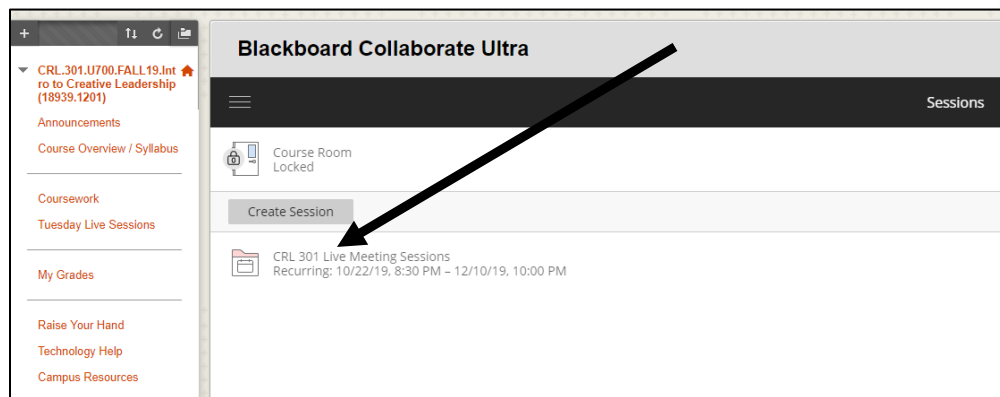 CRL.301.U700.FALL19.Int
ro to Creative Leadership
(18939.1201)
Announcements
Course Overview / Syllabus
Coursework
Tuesday Live Sessions
My Grades
Raise Your Hand
Technology Help
Campus Resources
Blackboard Collaborate Ultra
Sessions
Course Room
Locked
Create Session
CRL 301 Live Meeting Sessions
Recurring: 10/22/19, 8:30 PM – 12/10/19, 10:00 PM